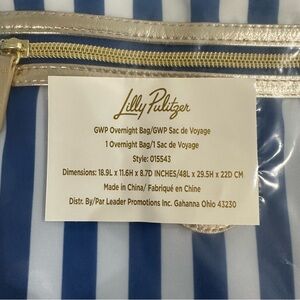 Lilly Pulitzer
GWP Overnight Bag/GWP Sac de Voyage
1 Overnight Bag/1 Sac de Voyage
Style: 015543
Dimensions: 18.9L x 11.6H x 8.7D INCHES/48L x 29.5H x 22D CM
Made in China/ Fabriqué en Chine
Distr. By/Par Leader Promotions Inc. Gahanna Ohio 43230